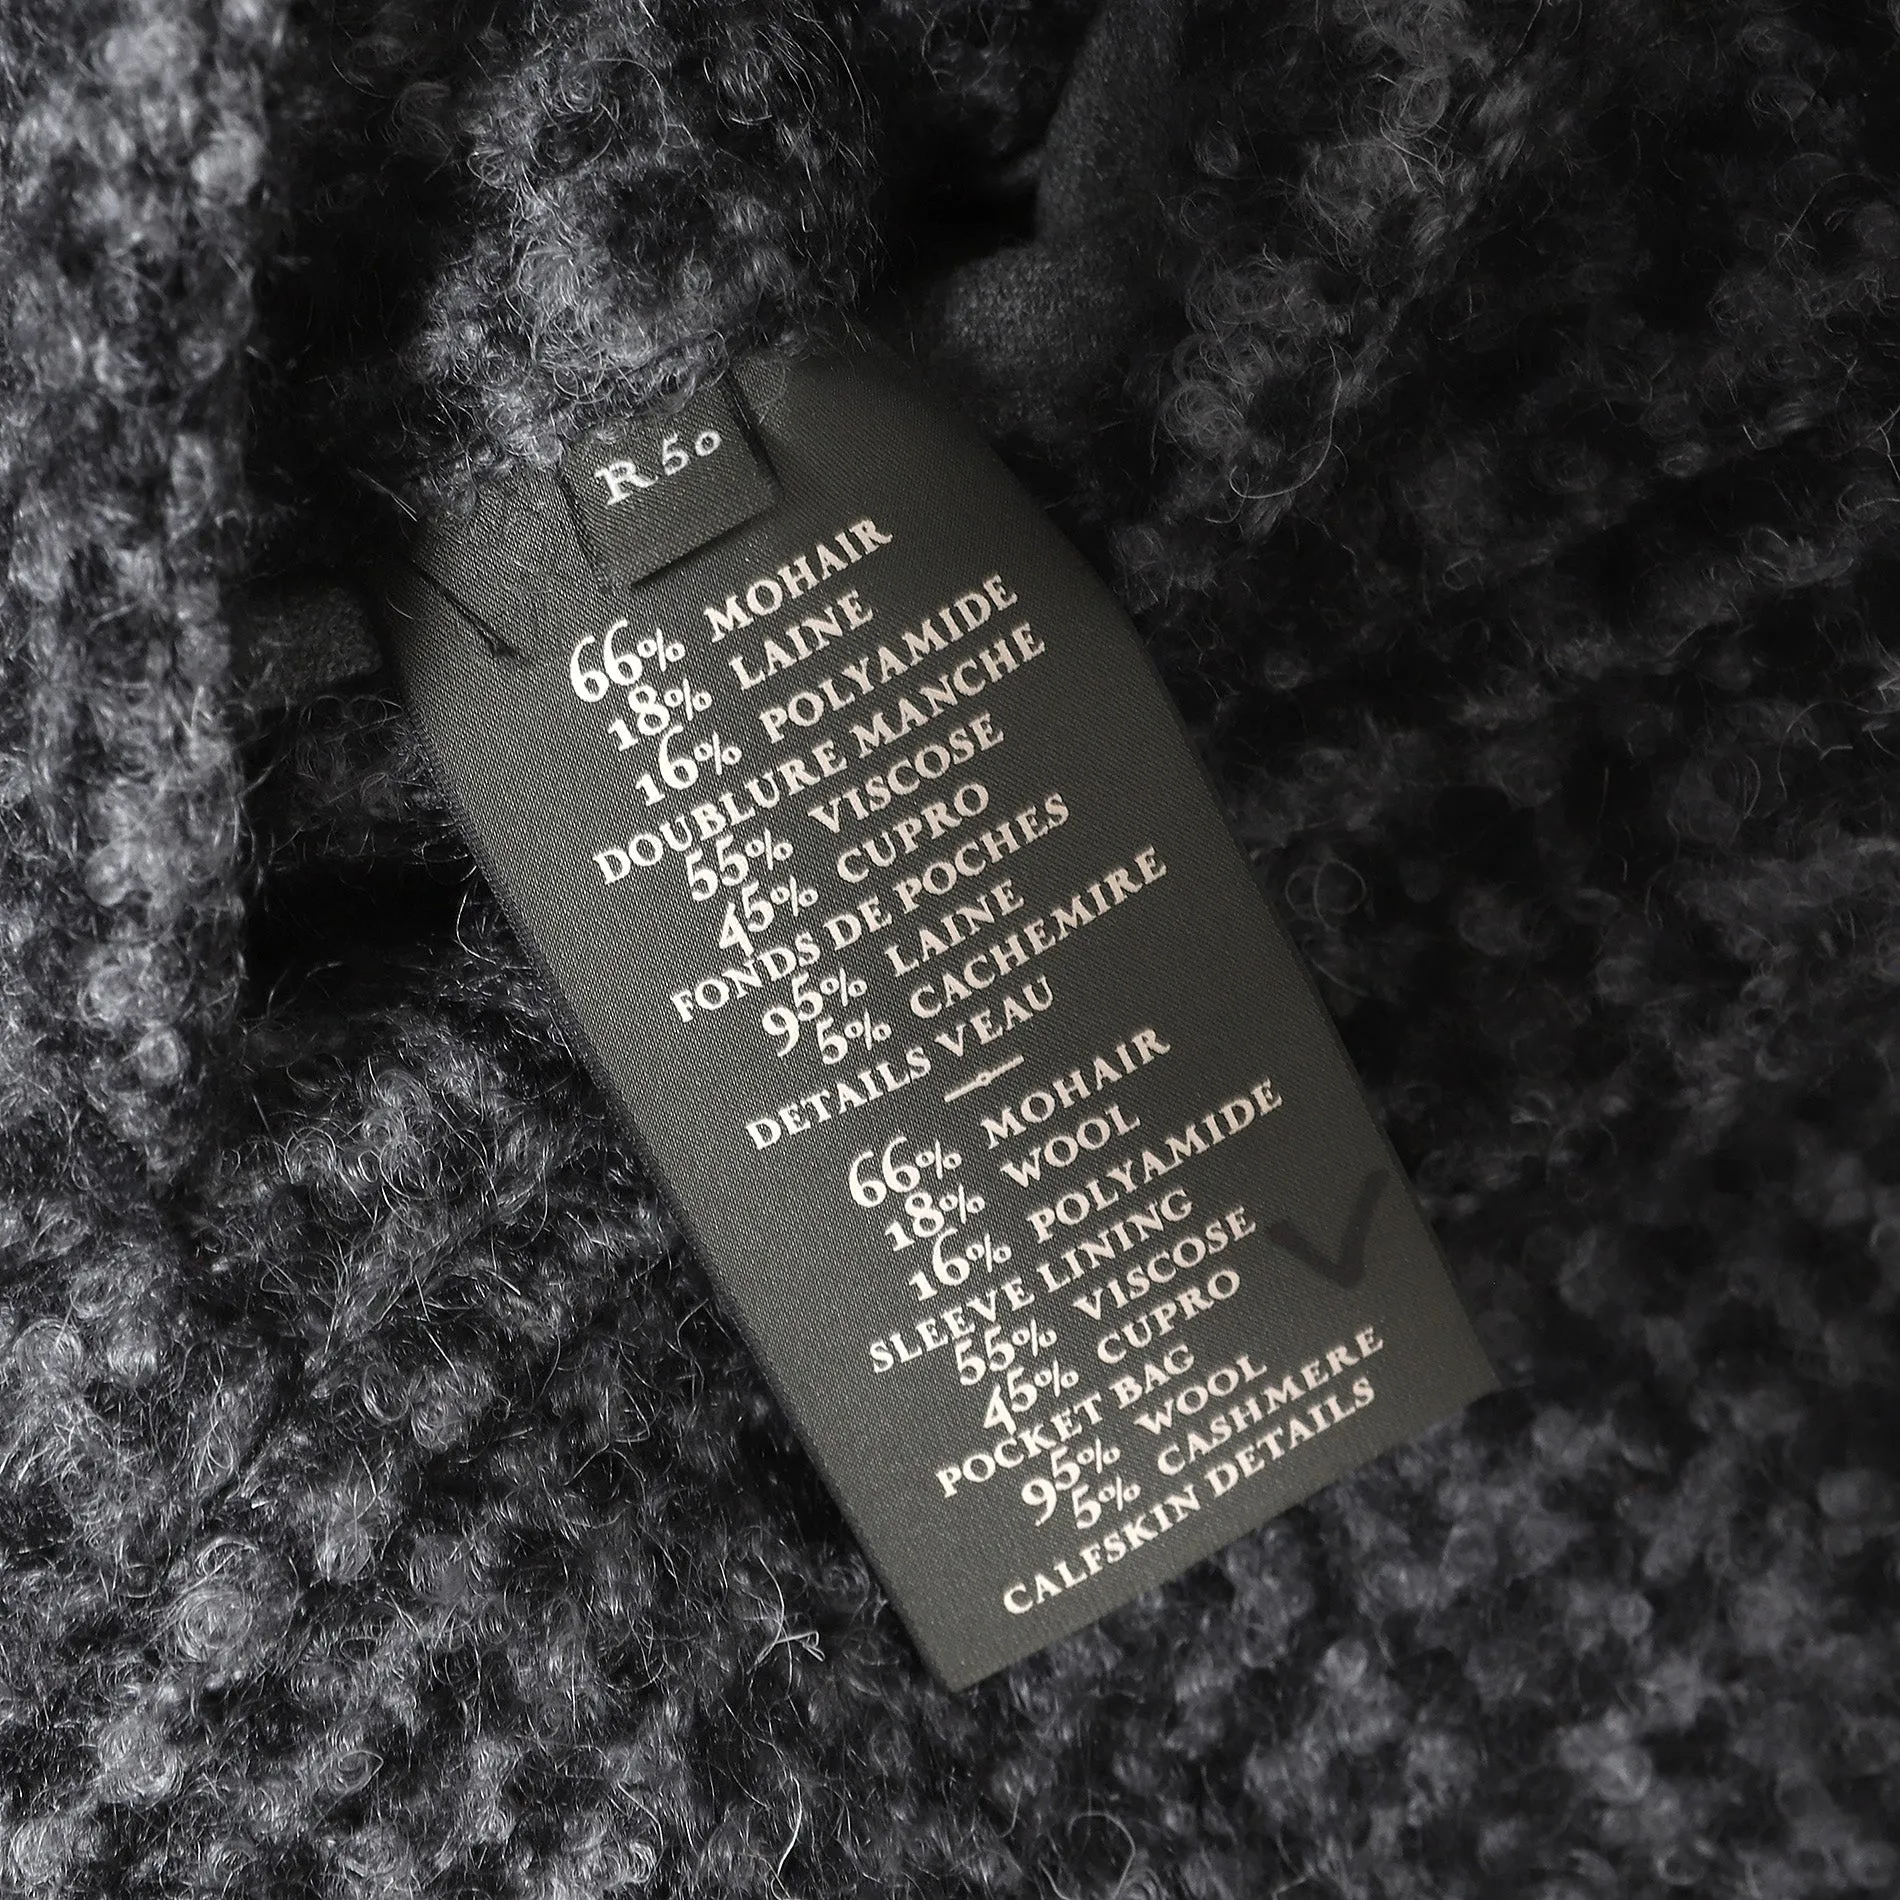 R 50
66% MOHAIR
18% LAINE
16% POLYAMIDE
DOUBLURE MANCHE
55% VISCOSE
45% CUPRO
FONDS DE POCHES
95% LAINE
5% CACHEMIRE
DETAILS VEAU
66% MOHAIR
18% WOOL
16% POLYAMIDE
SLEEVE LINING
55% VISCOSE
45% CUPRO
POCKET BAG
95% WOOL
5% CASHMERE
CALFSKIN DETAILS